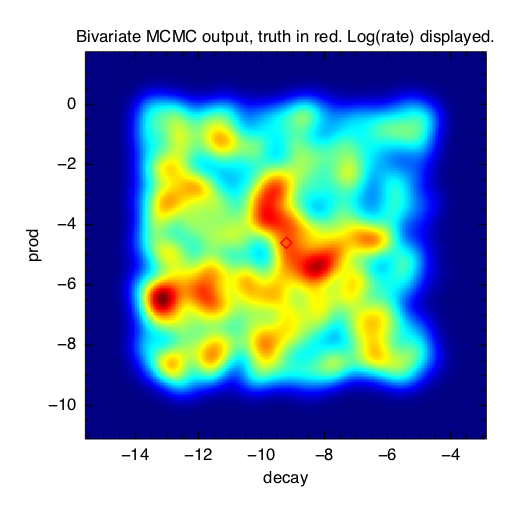 Bivariate MCMC output, truth in red. Log(rate) displayed.
0
−2
−4
−6
−8
−10
prod
−14 −12 −10 −8 −6 −4
decay